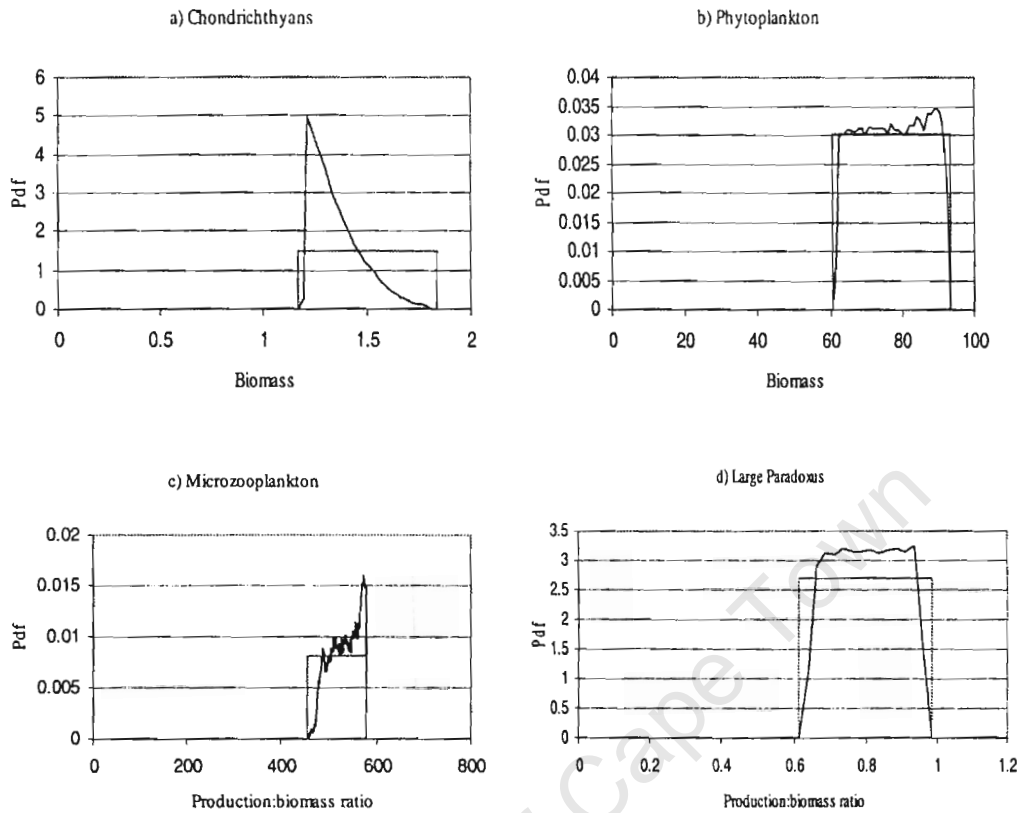 a) Chondrichthyans
6
5
4
3
2
1
0
Pdf
0 0.5 1 1.5 2
Biomass
b) Phytoplankton
0.04
0.035
0.03
0.025
0.02
0.015
0.01
0.005
0
Pdf
0 20 40 60 80 100
Biomass
c) Microzooplankton
0.02
0.015
0.01
0.005
0
Pdf
0 200 400 600 800
Production:biomass ratio
d) Large Paradoxus
3.5
3
2.5
2
1.5
1
0.5
0
Pdf
0 0.2 0.4 0.6 0.8 1 1.2
Production:biomass ratio
Cape Town